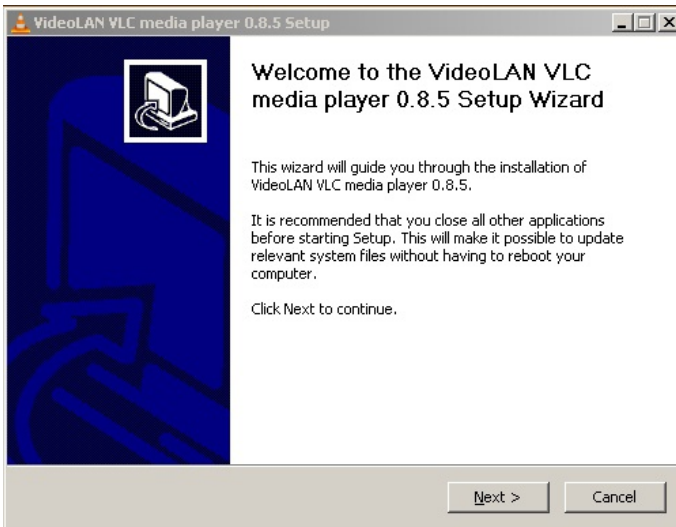 VideoLAN VLC media player 0.8.5 Setup
Welcome to the VideoLAN VLC
media player 0.8.5 Setup Wizard
This wizard will guide you through the installation of
VideoLAN VLC media player 0.8.5.
It is recommended that you close all other applications
before starting Setup. This will make it possible to update
relevant system files without having to reboot your
computer.
Click Next to continue.
Next >
Cancel